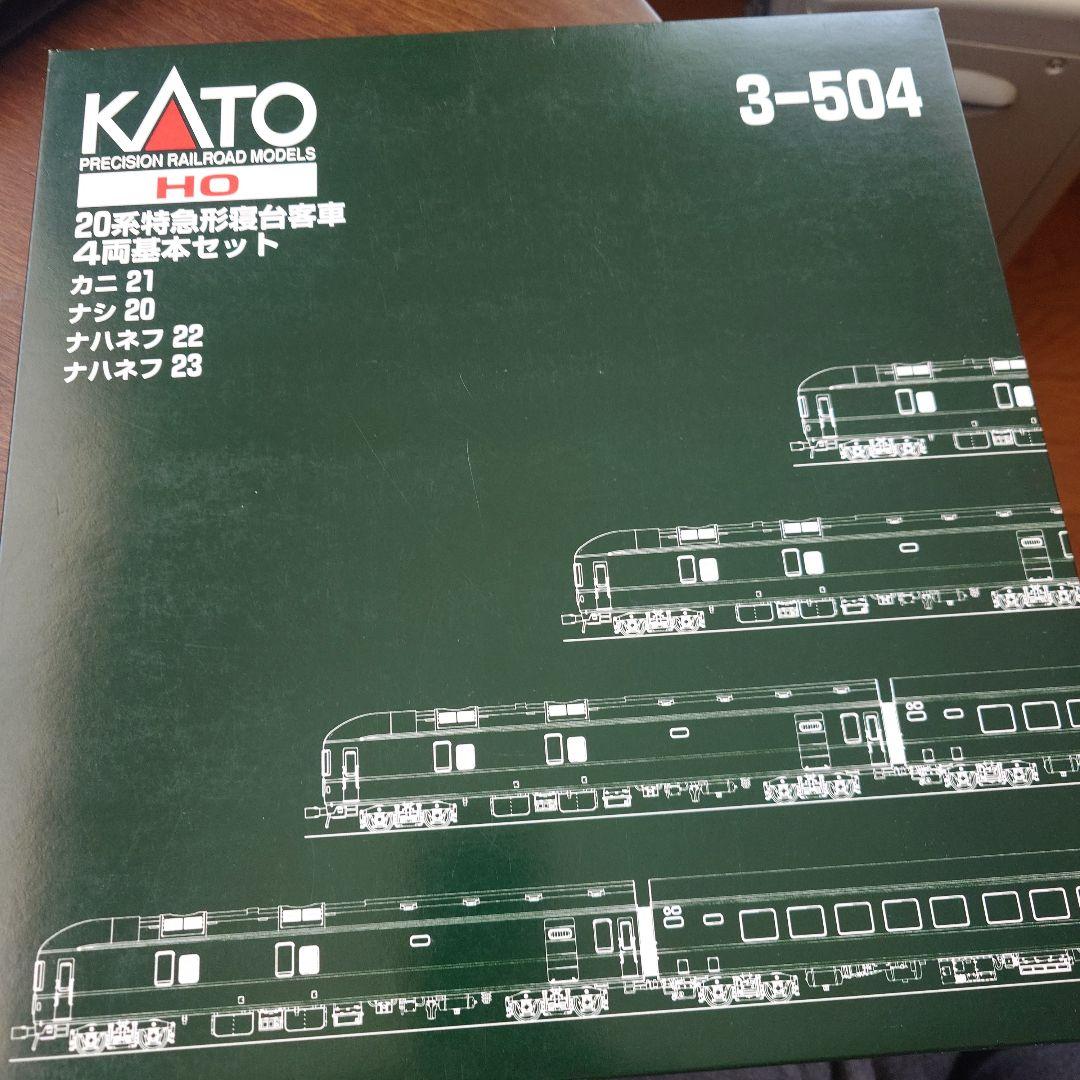 KATO
PRECISION RAILROAD MODELS
HO
3-504
20系特急形寝台客車
4両基本セット
カニ 21
ナシ 20
ナハネフ 22
ナハネフ 23